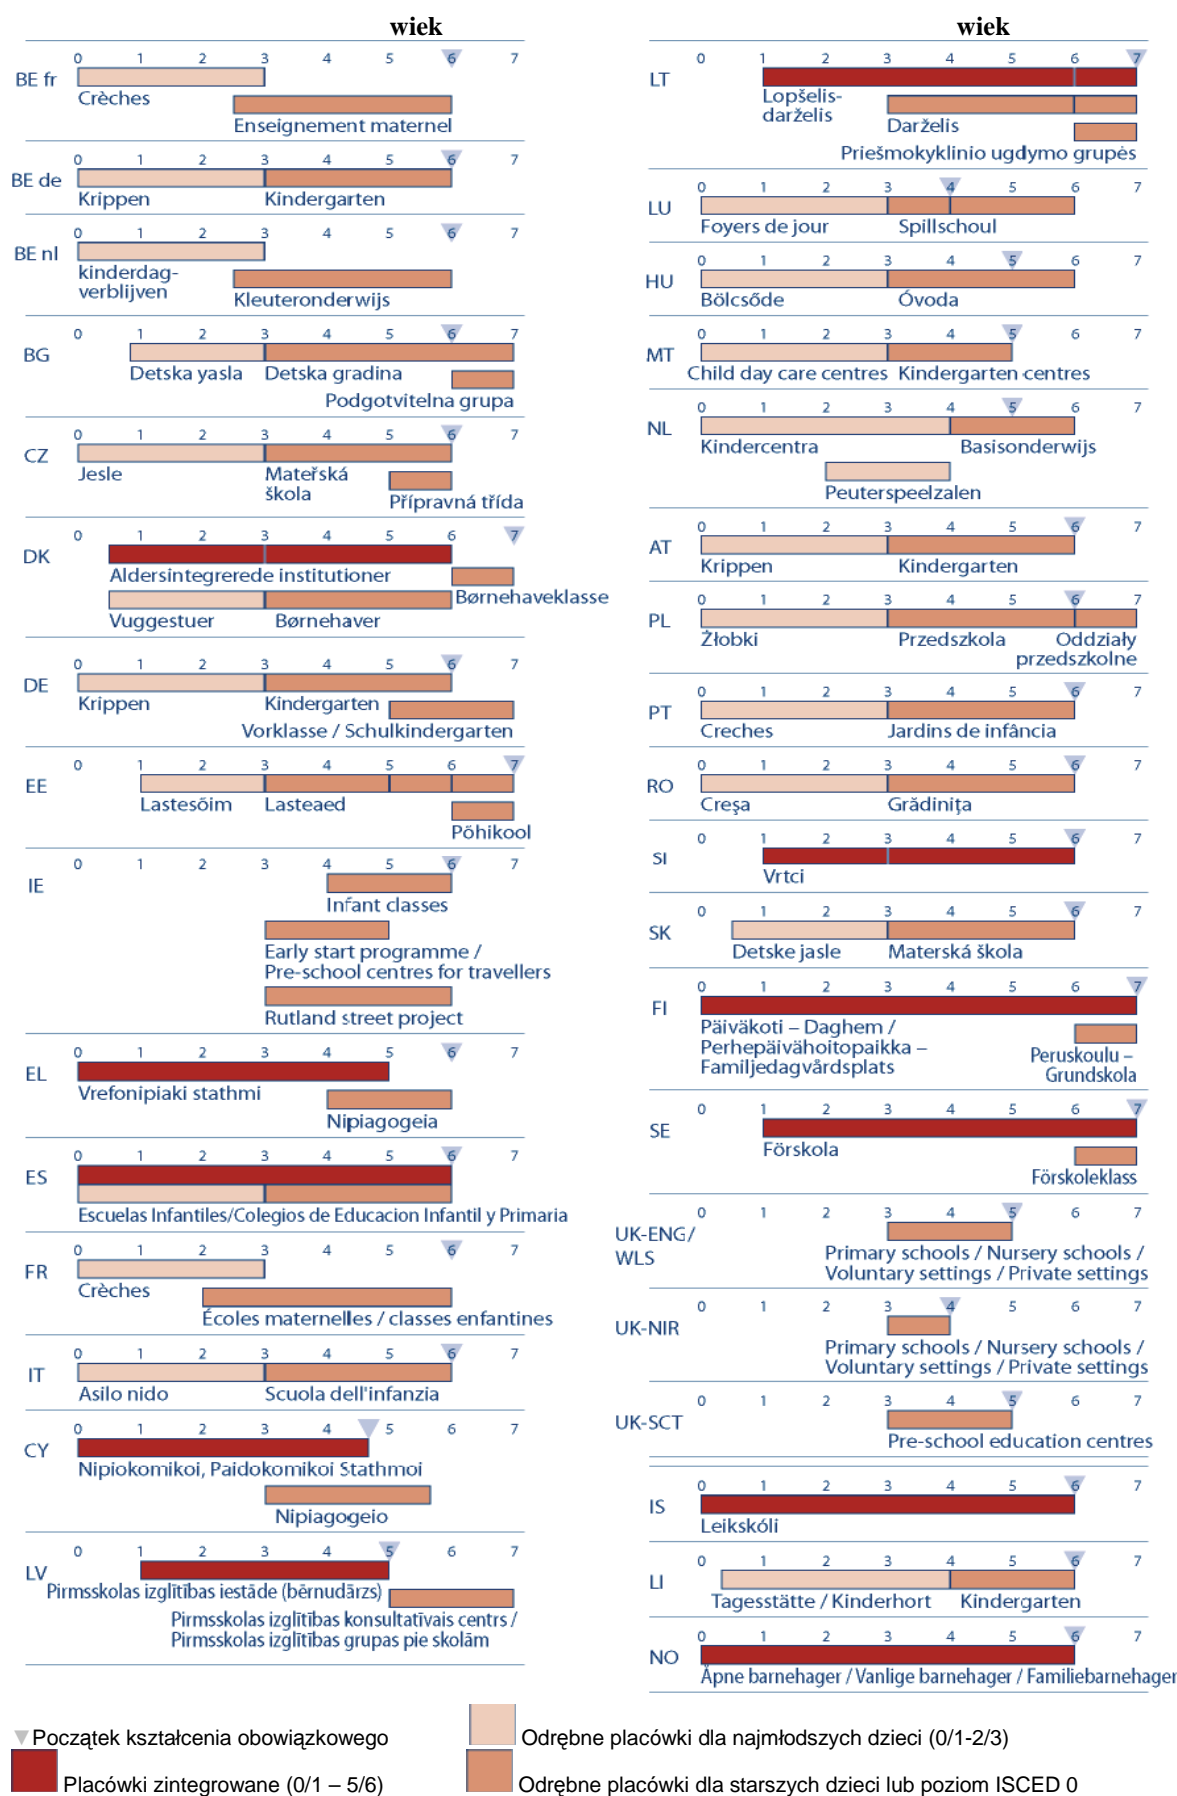 wiek
0 1 2 3 4 5 6 7
BE fr
Crèches
Enseignement maternel
0 1 2 3 4 5 6 7
BE de
Krippen Kindergarten
0 1 2 3 4 5 6 7
BE nl
kinderdag-
verblijven
Kleuteronderwijs
0 1 2 3 4 5 6 7
BG
Detska yasla Detska gradina
Podgotvitelna grupa
0 1 2 3 4 5 6 7
CZ
Jesle Mateřská
škola
Přípravná třída
0 1 2 3 4 5 6 7
DK
Aldersintegrerede institutioner
Børnehaveklasse
Vuggestuer Børnehaver
0 1 2 3 4 5 6 7
DE
Krippen Kindergarten
Vorklasse / Schulkindergarten
0 1 2 3 4 5 6 7
EE
Lastesõim Lasteaed
Põhikool
0 1 2 3 4 5 6 7
IE
Infant classes
Early start programme /
Pre-school centres for travellers
Rutland street project
0 1 2 3 4 5 6 7
EL
Vrefonipiaki stathmi
Nipiagogeia
0 1 2 3 4 5 6 7
ES
Escuelas Infantiles/Colegios de Educacion Infantil y Primaria
0 1 2 3 4 5 6 7
FR
Crèches
Écoles maternelles / classes enfantines
0 1 2 3 4 5 6 7
IT
Asilo nido Scuola dell'infanzia
0 1 2 3 4 5 6 7
CY
Nipiokomikoi, Paidokomikoi Stathmoi
Nipiagogeio
0 1 2 3 4 5 6 7
LV
Pirmsskolas izglītības iestāde (bērnudārzs)
Pirmsskolas izglītības konsultatīvais centrs /
Pirmsskolas izglītības grupas pie skolām
wiek
0 1 2 3 4 5 6 7
LT
Lopšelis-
darželis
Darželis
Priešmokyklinio ugdymo grupės
0 1 2 3 4 5 6 7
LU
Foyers de jour Spillschoul
0 1 2 3 4 5 6 7
HU
Bölcsőde Óvoda
0 1 2 3 4 5 6 7
MT
Child day care centres Kindergarten centres
0 1 2 3 4 5 6 7
NL
Kindercentra Basisonderwijs
Peuterspeelzalen
0 1 2 3 4 5 6 7
AT
Krippen Kindergarten
0 1 2 3 4 5 6 7
PL
Żłobki Przedszkola Oddziały
przedszkolne
0 1 2 3 4 5 6 7
PT
Creches Jardins de infância
0 1 2 3 4 5 6 7
RO
Creşa Grădiniţa
0 1 2 3 4 5 6 7
SI
Vrtci
0 1 2 3 4 5 6 7
SK
Detske jasle Materská škola
0 1 2 3 4 5 6 7
FI
Päiväkoti – Daghem /
Perhepäivähoitopaikka –
Familjedagvårdsplats
Peruskoulu –
Grundskola
0 1 2 3 4 5 6 7
SE
Förskola
Förskoleklass
0 1 2 3 4 5 6 7
UK-ENG/
WLS
Primary schools / Nursery schools /
Voluntary settings / Private settings
0 1 2 3 4 5 6 7
UK-NIR
Primary schools / Nursery schools /
Voluntary settings / Private settings
0 1 2 3 4 5 6 7
UK-SCT
Pre-school education centres
0 1 2 3 4 5 6 7
IS
Leikskóli
0 1 2 3 4 5 6 7
LI
Tagesstätte / Kinderhort Kindergarten
0 1 2 3 4 5 6 7
NO
Åpne barnehager / Vanlige barnehager / Familiebarnehager
Początek kształcenia obowiązkowego
Odrębne placówki dla najmłodszych dzieci (0/1-2/3)
Placówki zintegrowane (0/1 – 5/6)
Odrębne placówki dla starszych dzieci lub poziom ISCED 0